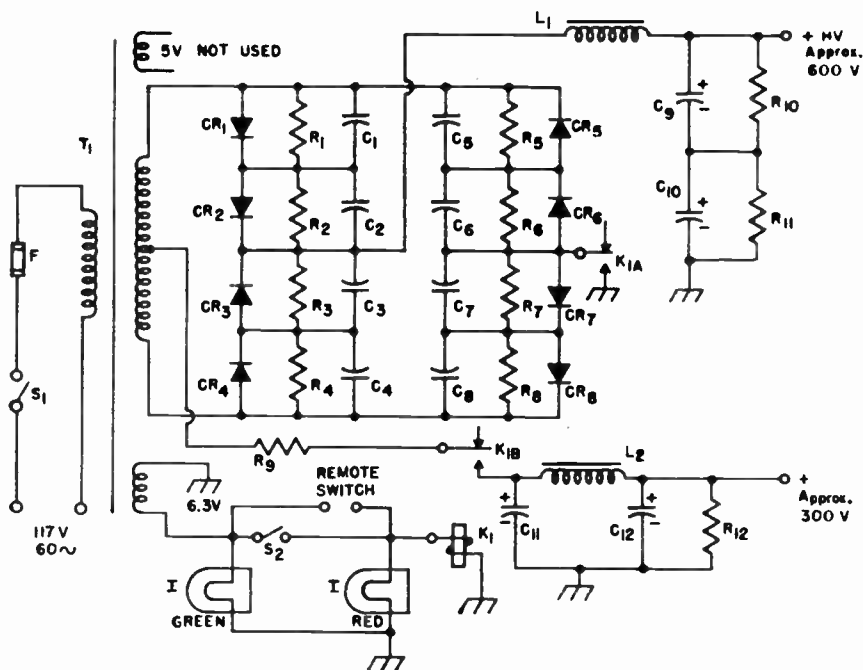 5V NOT USED
L1
+ HV
Approx.
600 V
T1
CR1
R1
C1
C5
R5
CR5
C9
R10
CR2
R2
C2
C6
R6
CR6
C10
R11
F
K1A
CR3
R3
C3
C7
R7
CR7
S1
CR4
R4
C4
C8
R8
CR8
R9
K1B
L2
+
Approx.
300 V
6.3V
REMOTE
SWITCH
117V
60~
S2
K1
C11
C12
R12
I
GREEN
I
RED